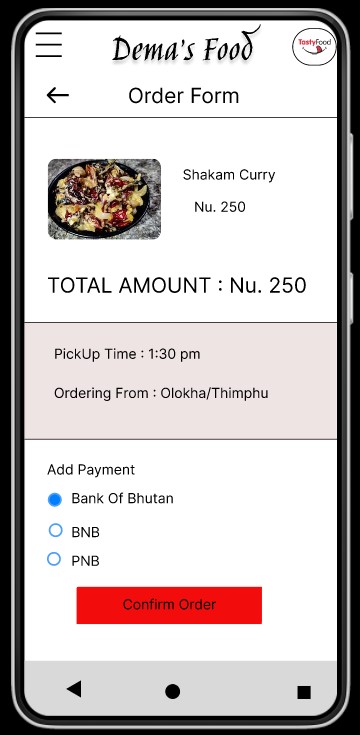 Dema's Food
TastyFood
Order Form
Shakam Curry
Nu. 250
TOTAL AMOUNT : Nu. 250
PickUp Time : 1:30 pm
Ordering From : Olokha/Thimphu
Add Payment
Bank Of Bhutan
BNB
PNB
Confirm Order